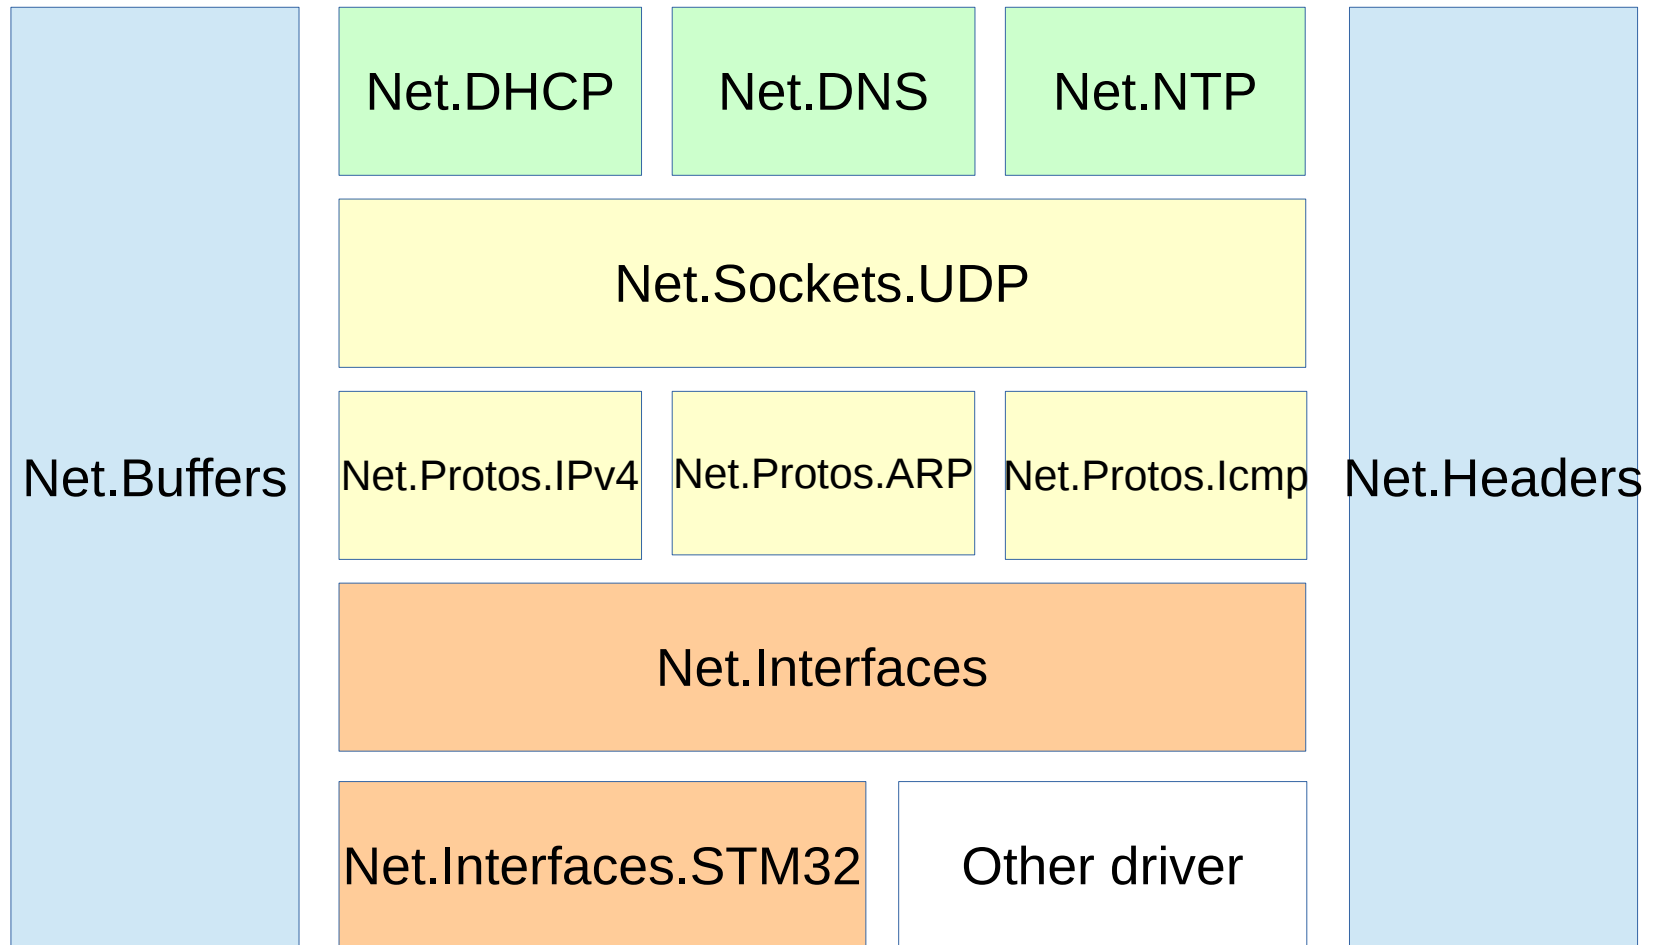 Net.DHCP
Net.DNS
Net.NTP
Net.Sockets.UDP
Net.Buffers
Net.Protos.IPv4
Net.Protos.ARP
Net.Protos.Icmp
Net.Headers
Net.Interfaces
Net.Interfaces.STM32
Other driver